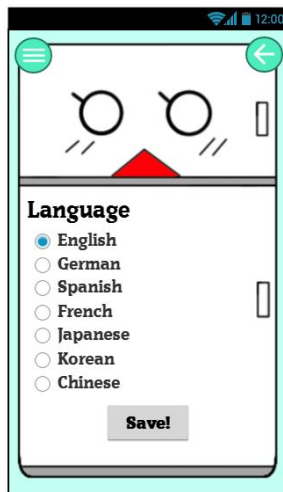 12:00
Language
English
German
Spanish
French
Japanese
Korean
Chinese
Save!